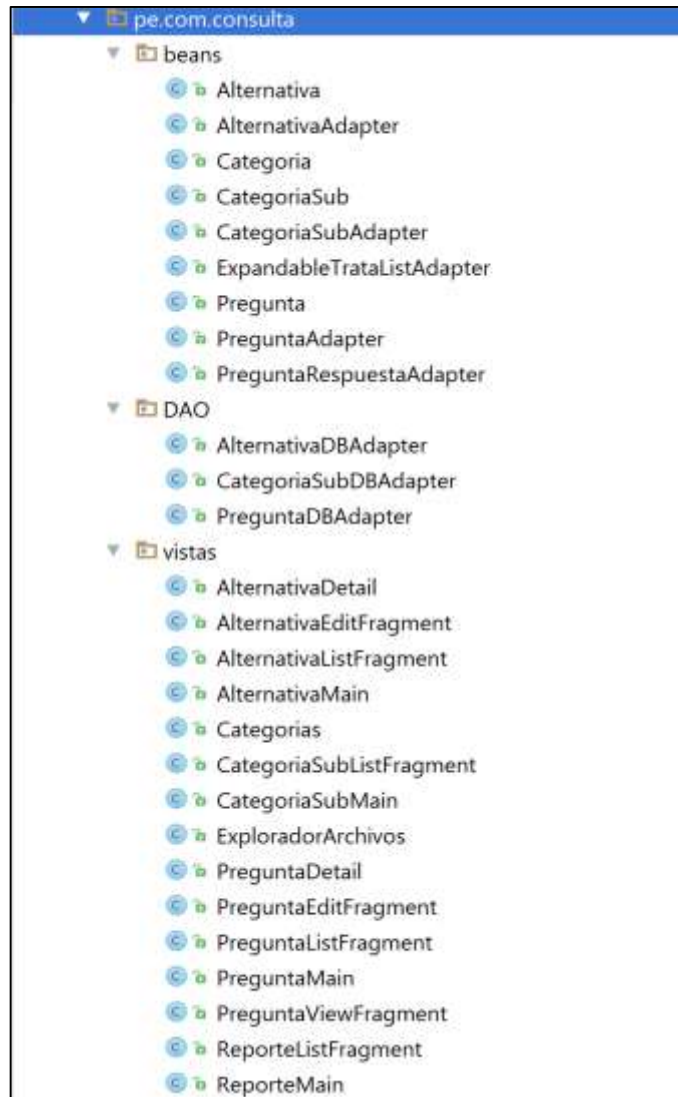 pe.com.consulta
beans
Alternativa
AlternativaAdapter
Categoria
CategoriaSub
CategoriaSubAdapter
ExpandableTrataListAdapter
Pregunta
PreguntaAdapter
PreguntaRespuestaAdapter
DAO
AlternativaDBAdapter
CategoriaSubDBAdapter
PreguntaDBAdapter
vistas
AlternativaDetail
AlternativaEditFragment
AlternativaListFragment
AlternativaMain
Categorias
CategoriaSubListFragment
CategoriaSubMain
ExploradorArchivos
PreguntaDetail
PreguntaEditFragment
PreguntaListFragment
PreguntaMain
PreguntaViewFragment
ReporteListFragment
ReporteMain